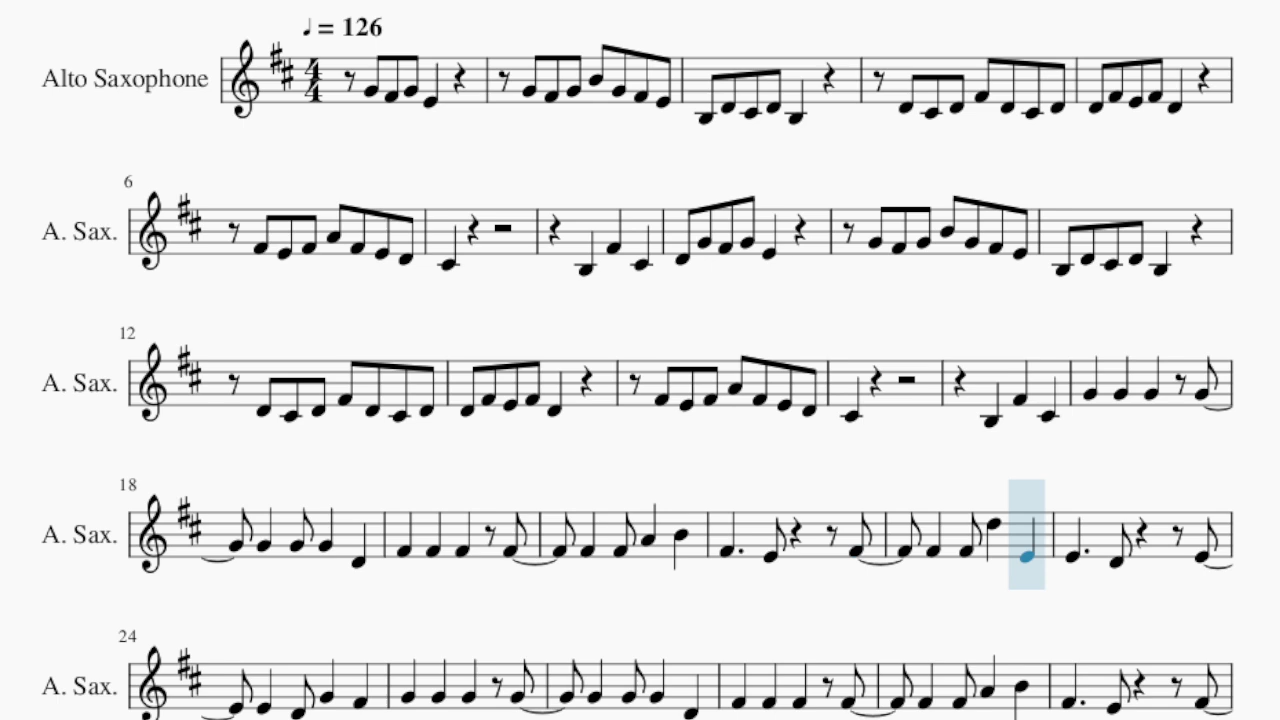 ♩ = 126
Alto Saxophone
4
4
6
A. Sax.
12
A. Sax.
18
A. Sax.
24
A. Sax.